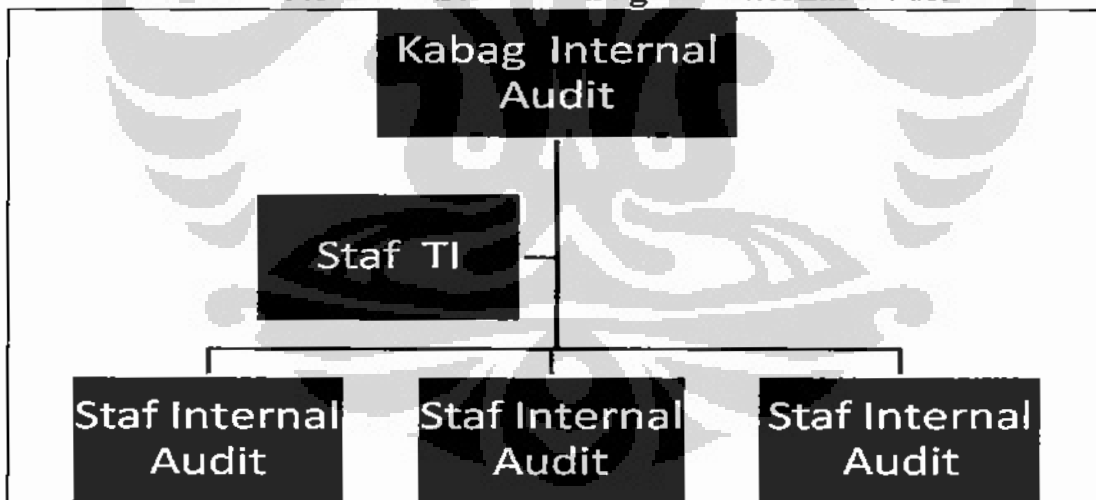 Kabag Internal
Audit
Staf TI
Staf Internal
Audit
Staf Internal
Audit
Staf Internal
Audit